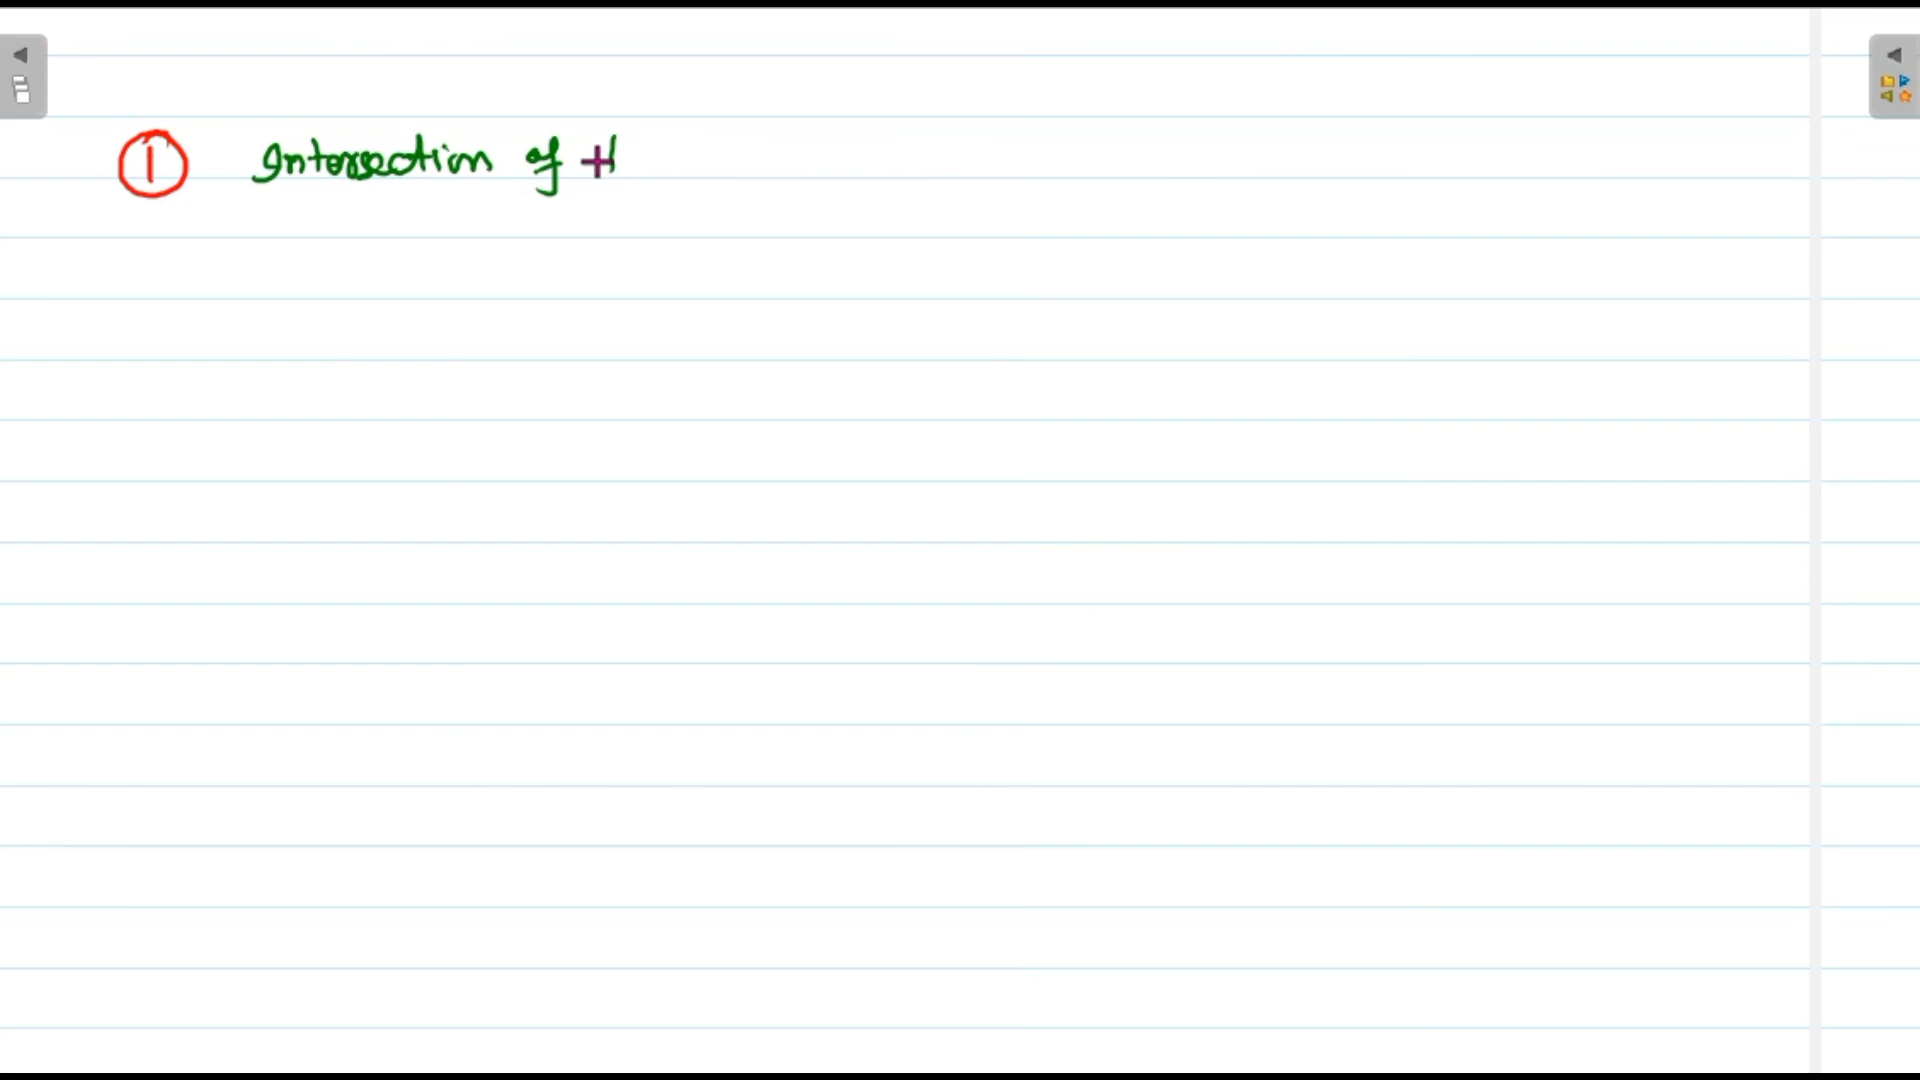 ① Intersection of